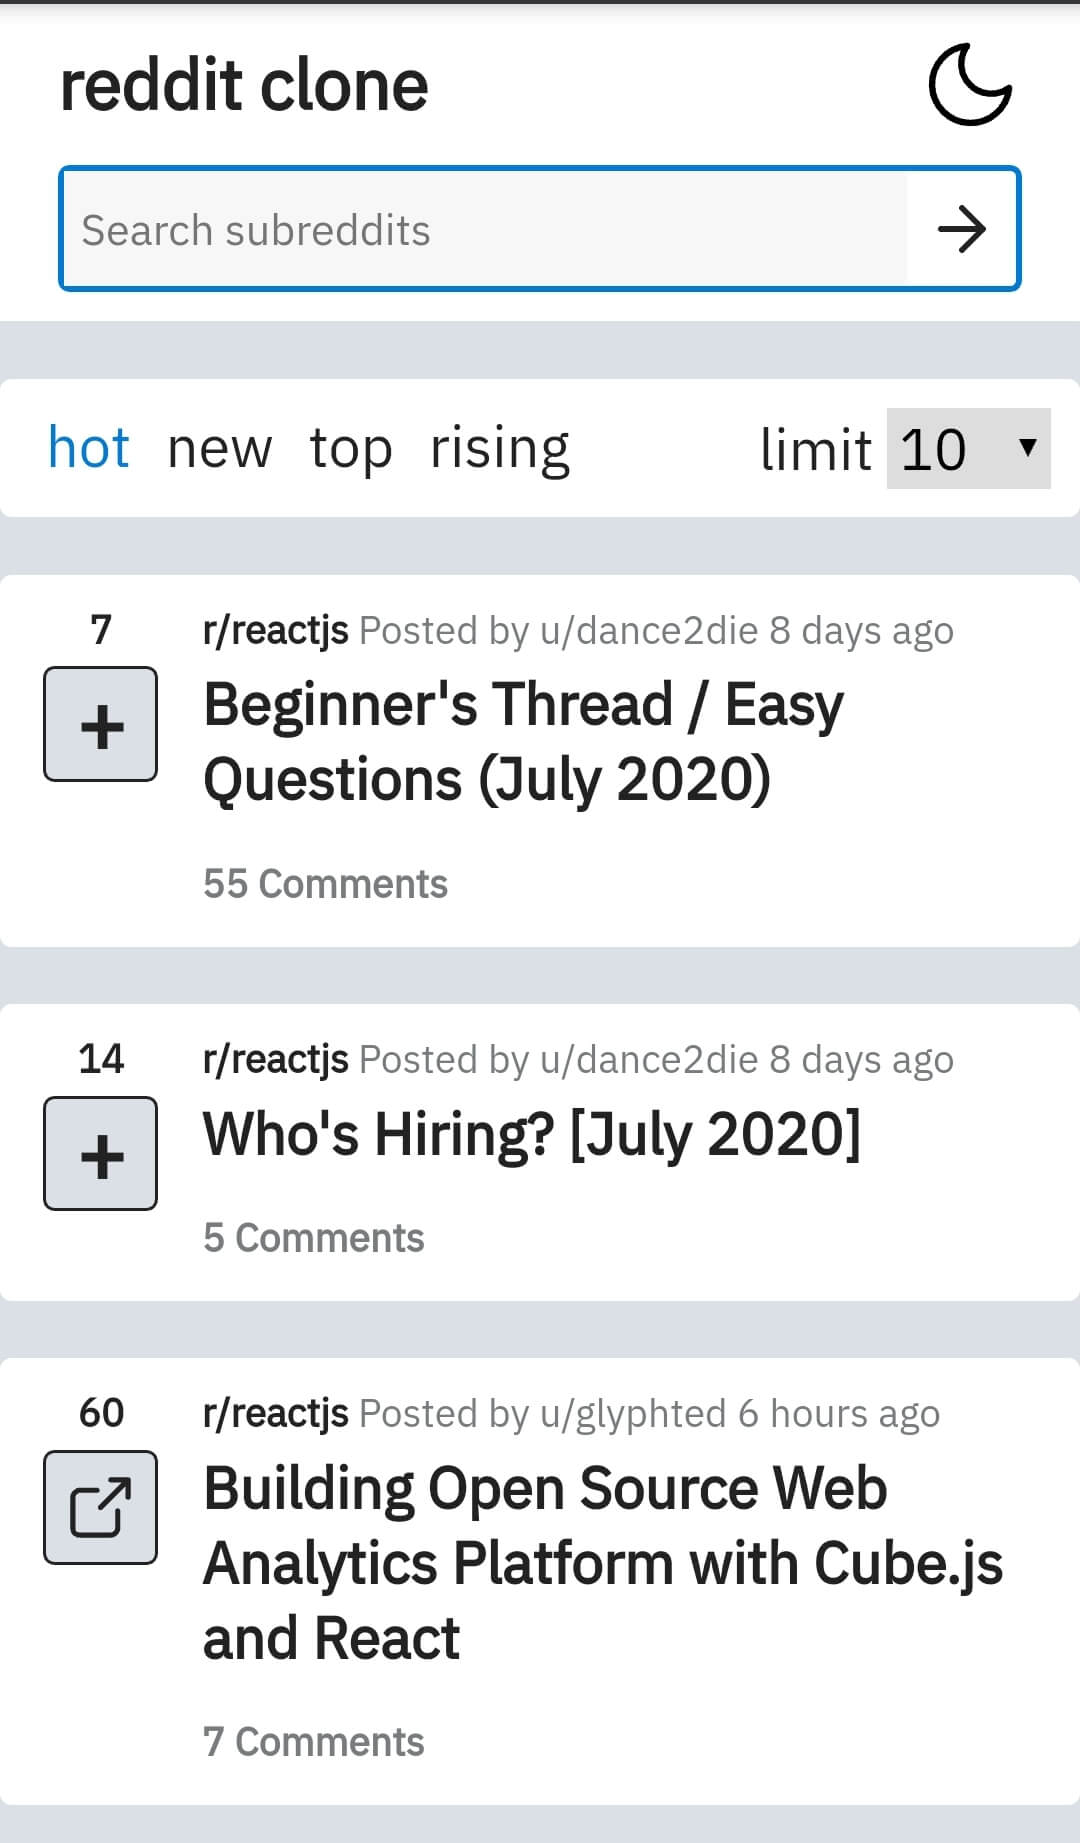 reddit clone
Search subreddits
hot new top rising limit 10
7
r/reactjs Posted by u/dance2die 8 days ago
Beginner's Thread / Easy
Questions (July 2020)
55 Comments
14
r/reactjs Posted by u/dance2die 8 days ago
Who's Hiring? [July 2020]
5 Comments
60
r/reactjs Posted by u/glyphted 6 hours ago
Building Open Source Web
Analytics Platform with Cube.js
and React
7 Comments